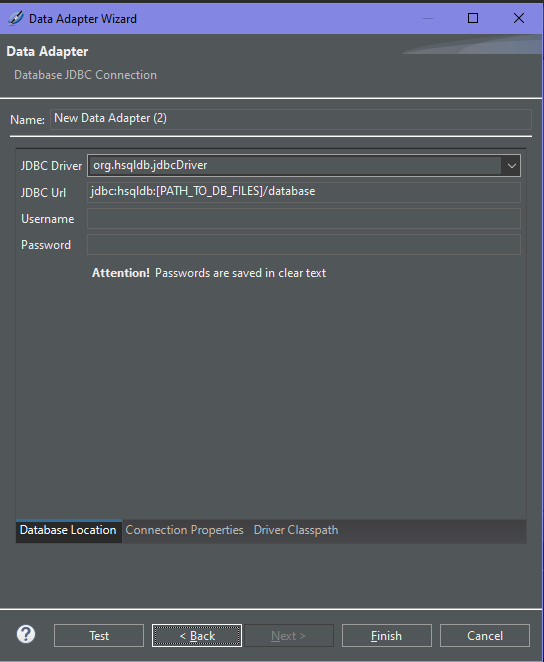 Data Adapter Wizard
Data Adapter
Database JDBC Connection
Name: New Data Adapter (2)
JDBC Driver org.hsqldb.jdbcDriver
JDBC Url jdbc:hsqldb:[PATH_TO_DB_FILES]/database
Username
Password
Attention! Passwords are saved in clear text
Database Location Connection Properties Driver Classpath
? Test < Back Next > Finish Cancel